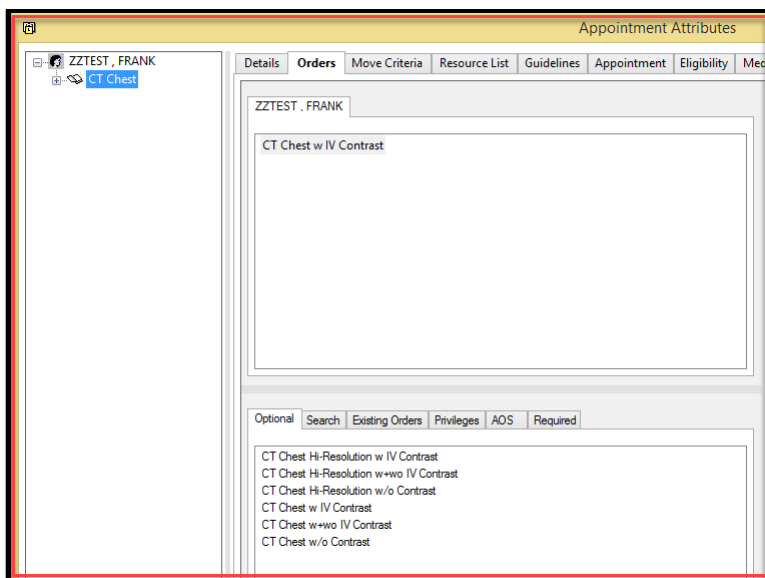 Appointment Attributes
ZZTEST , FRANK
CT Chest
Details Orders Move Criteria Resource List Guidelines Appointment Eligibility Med
ZZTEST , FRANK
CT Chest w IV Contrast
Optional Search Existing Orders Privileges AOS Required
CT Chest Hi-Resolution w IV Contrast
CT Chest Hi-Resolution w+wo IV Contrast
CT Chest Hi-Resolution w/o Contrast
CT Chest w IV Contrast
CT Chest w+wo IV Contrast
CT Chest w/o Contrast